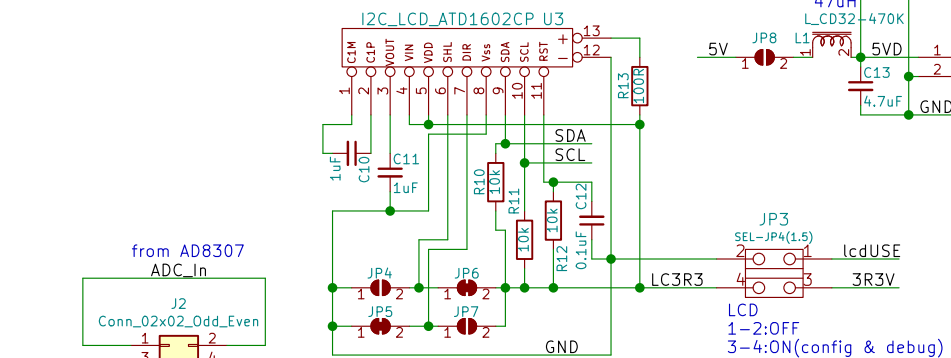 47uH
I2C_LCD_ATD1602CP U3
L_CD32-470K
C1M C1P VOUT VIN VDD SHL DIR Vss SDA SCL RST + −
13
12
1 2 3 4 5 6 7 8 9 10 11
R13 100R
5V
JP8
1 2
L1
1 2
5VD
1
2
C13
4.7uF
GND
SDA
SCL
1uF C10
C11
1uF
R10 10k
R11 10k
R12 10k
C12 0.1uF
from AD8307
ADC_In
J2
Conn_02x02_Odd_Even
1 2
3 4
JP4
1 2
JP6
1 2
JP5
1 2
JP7
1 2
GND
LC3R3
JP3
SEL-JP4(1.5)
2 1
4 3
lcdUSE
3R3V
LCD
1-2:OFF
3-4:ON(config & debug)